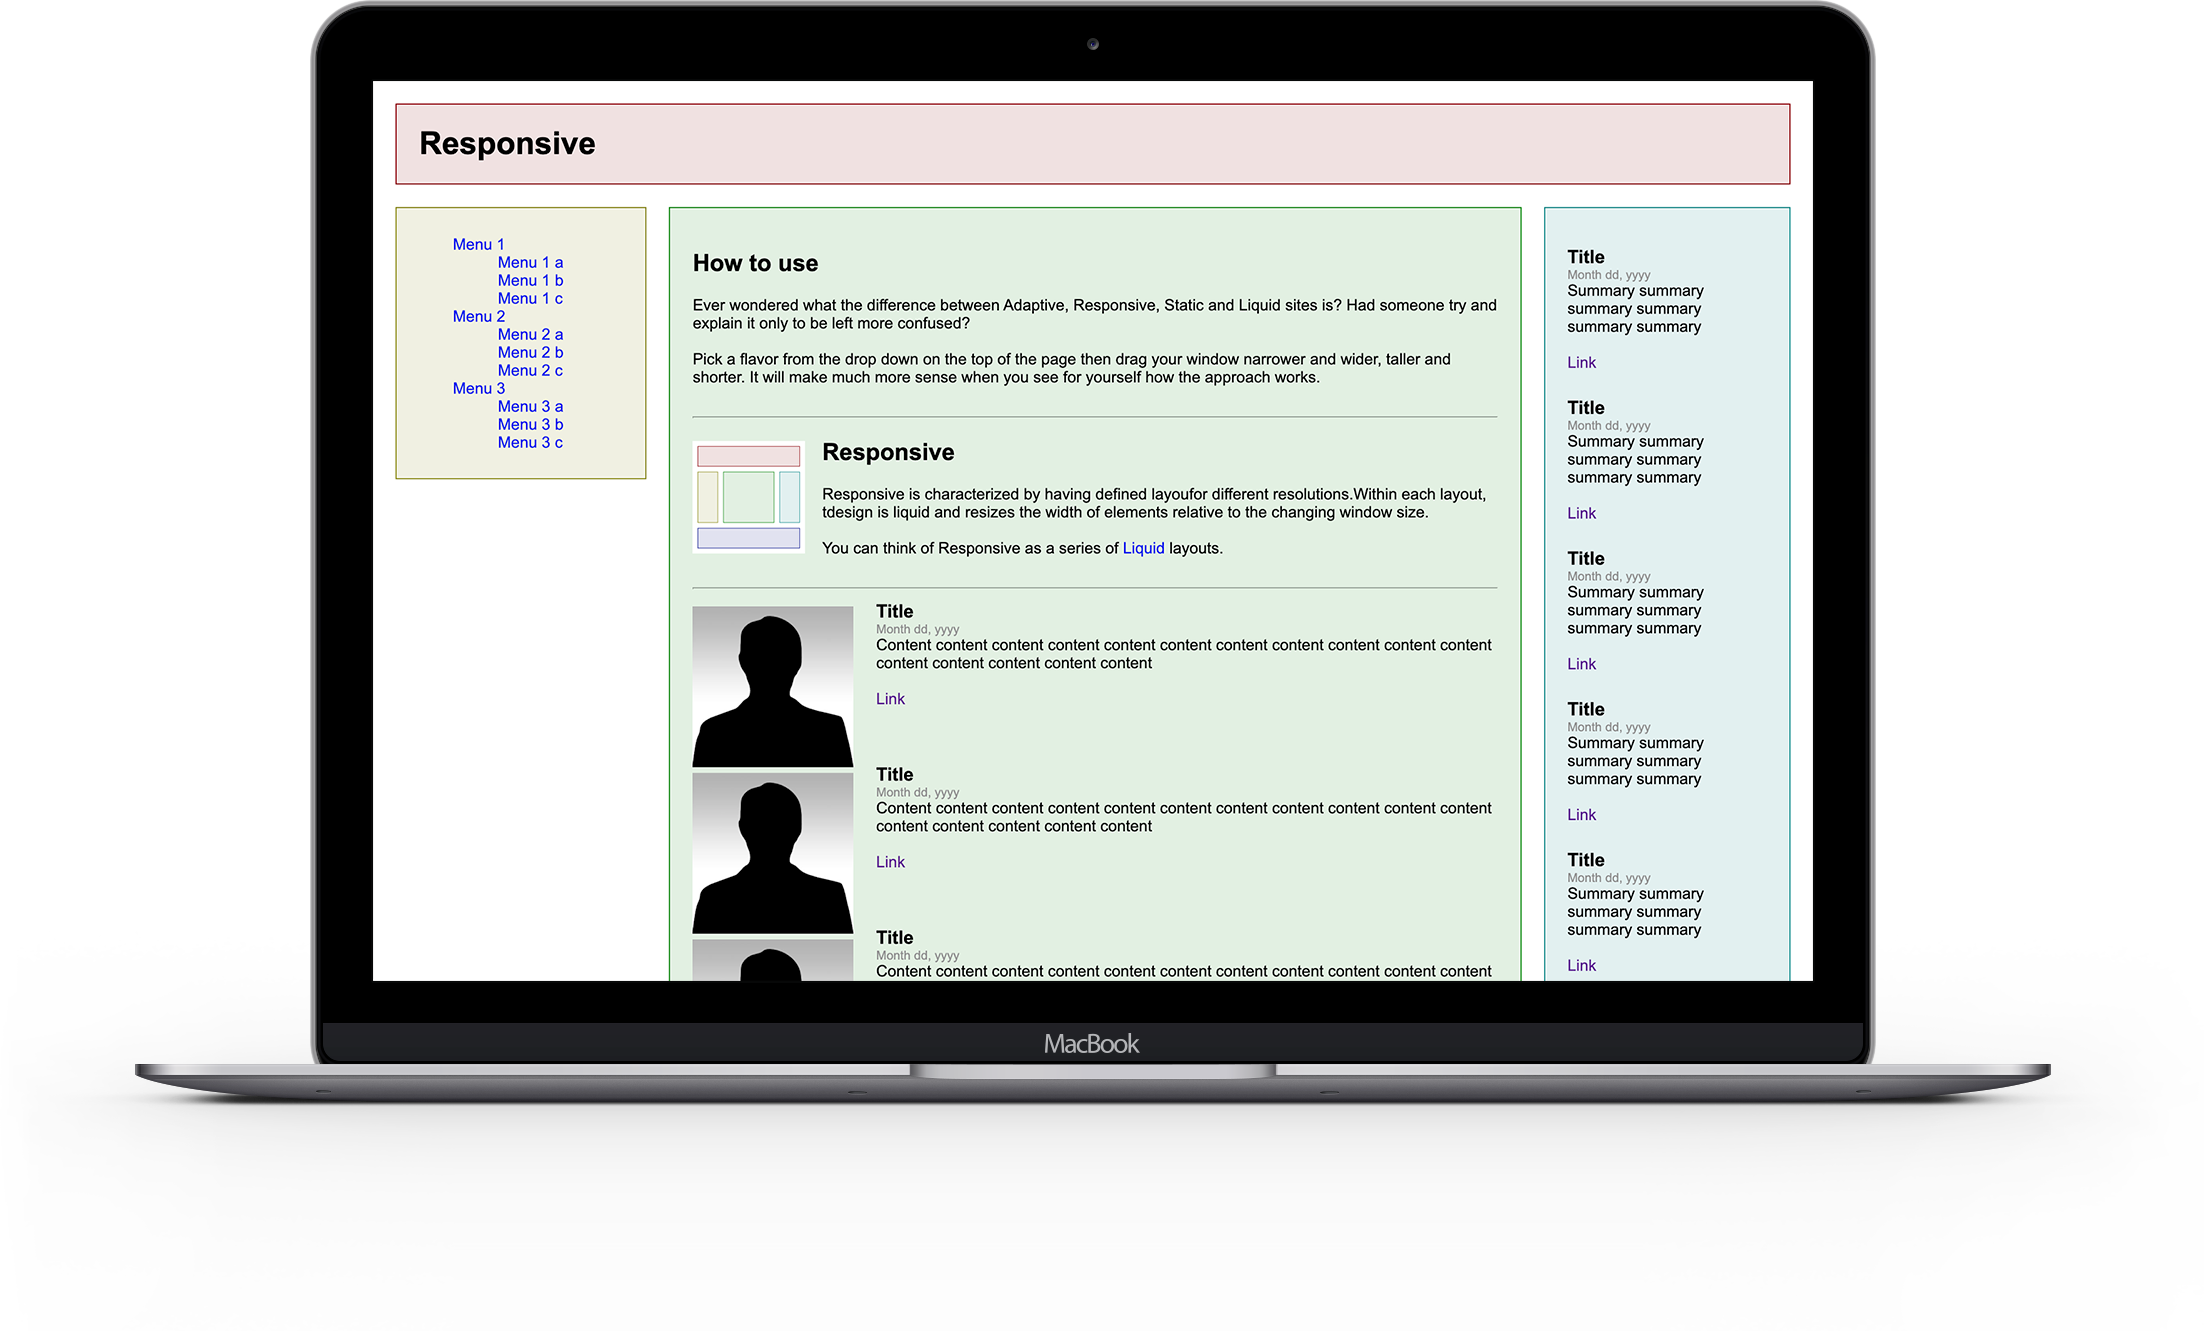 Responsive
Menu 1
Menu 1 a
Menu 1 b
Menu 1 c
Menu 2
Menu 2 a
Menu 2 b
Menu 2 c
Menu 3
Menu 3 a
Menu 3 b
Menu 3 c
How to use
Ever wondered what the difference between Adaptive, Responsive, Static and Liquid sites is? Had someone try and
explain it only to be left more confused?
Pick a flavor from the drop down on the top of the page then drag your window narrower and wider, taller and
shorter. It will make much more sense when you see for yourself how the approach works.
Responsive
Responsive is characterized by having defined layoufor different resolutions.Within each layout,
tdesign is liquid and resizes the width of elements relative to the changing window size.
You can think of Responsive as a series of Liquid layouts.
Title
Month dd, yyyy
Content content content content content content content content content content content
content content content content content
Link
Title
Month dd, yyyy
Content content content content content content content content content content content
content content content content content
Link
Title
Month dd, yyyy
Content content content content content content content content content content content
Title
Month dd, yyyy
Summary summary
summary summary
summary summary
Link
Title
Month dd, yyyy
Summary summary
summary summary
summary summary
Link
Title
Month dd, yyyy
Summary summary
summary summary
summary summary
Link
Title
Month dd, yyyy
Summary summary
summary summary
summary summary
Link
Title
Month dd, yyyy
Summary summary
summary summary
summary summary
Link
MacBook